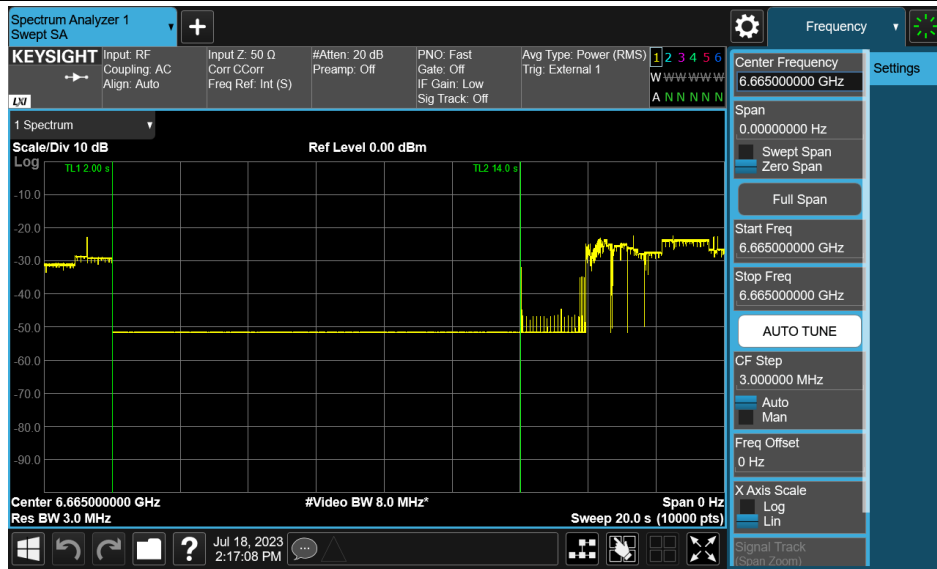 Spectrum Analyzer 1
Swept SA
+
Frequency
KEYSIGHT
LXI
Input: RF
Coupling: AC
Align: Auto
Input Z: 50 Ω
Corr CCorr
Freq Ref: Int (S)
#Atten: 20 dB
Preamp: Off
PNO: Fast
Gate: Off
IF Gain: Low
Sig Track: Off
Avg Type: Power (RMS)
Trig: External 1
1 2 3 4 5 6
W W W W W W
A N N N N N
Center Frequency
6.665000000 GHz
Settings
Span
0.00000000 Hz
Swept Span
Zero Span
Full Span
Start Freq
6.665000000 GHz
Stop Freq
6.665000000 GHz
AUTO TUNE
CF Step
3.000000 MHz
Auto
Man
Freq Offset
0 Hz
X Axis Scale
Log
Lin
Signal Track
(Span Zoom)
1 Spectrum
Scale/Div 10 dB
Ref Level 0.00 dBm
Log
TL1 2.00 s
TL2 14.0 s
-10.0
-20.0
-30.0
-40.0
-50.0
-60.0
-70.0
-80.0
-90.0
Center 6.665000000 GHz
#Video BW 8.0 MHz*
Span 0 Hz
Res BW 3.0 MHz
Sweep 20.0 s (10000 pts)
?
Jul 18, 2023
2:17:08 PM